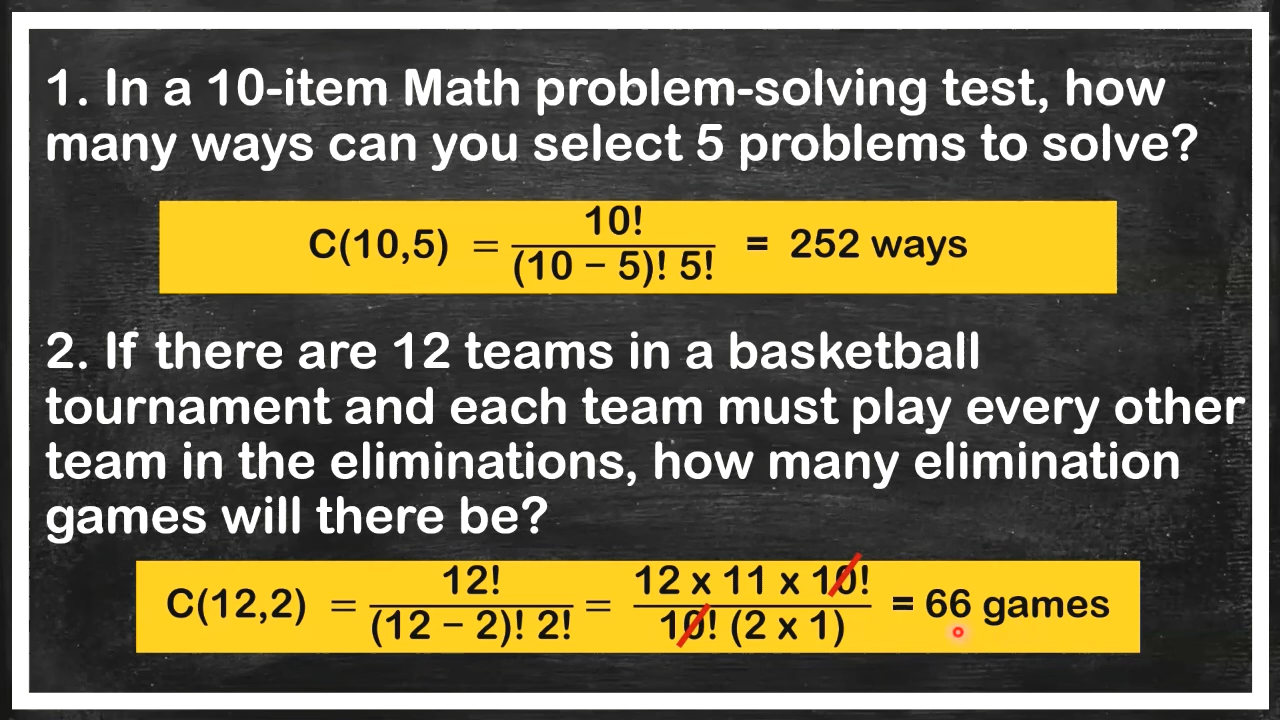 1. In a 10-item Math problem-solving test, how
many ways can you select 5 problems to solve?
C(10,5) = 10! / (10 − 5)! 5! = 252 ways
2. If there are 12 teams in a basketball
tournament and each team must play every other
team in the eliminations, how many elimination
games will there be?
C(12,2) = 12! / (12 − 2)! 2! = 12 x 11 x 10! / 10! (2 x 1) = 66 games